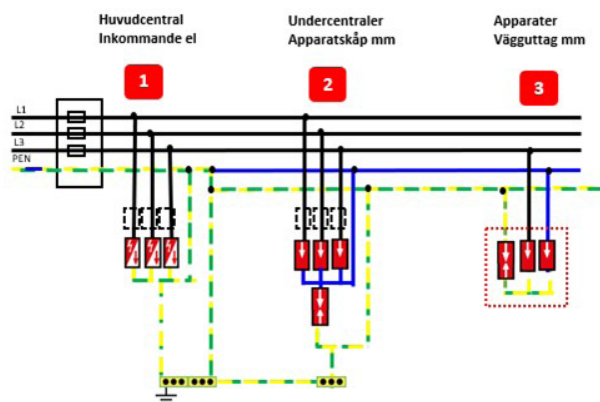 Huvudcentral
Inkommande el
Undercentraler
Apparatskåp mm
Apparater
Vägguttag mm
1
2
3
L1
L2
L3
PEN